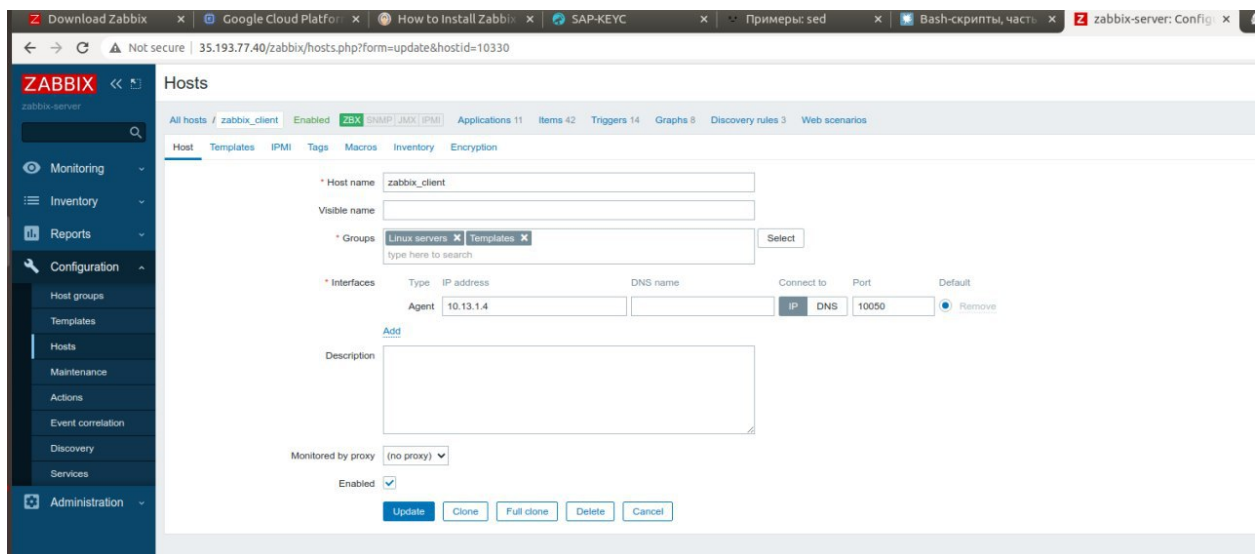 Download Zabbix
Google Cloud Platfor
How to Install Zabbix
SAP-KEYC
Примеры: sed
Bash-скрипты, часть
zabbix-server: Config
Not secure | 35.193.77.40/zabbix/hosts.php?form=update&hostid=10330
ZABBIX
zabbix-server
Monitoring
Inventory
Reports
Configuration
Host groups
Templates
Hosts
Maintenance
Actions
Event correlation
Discovery
Services
Administration
Hosts
All hosts / zabbix_client Enabled ZBX SNMP JMX IPMI Applications 11 Items 42 Triggers 14 Graphs 8 Discovery rules 3 Web scenarios
Host Templates IPMI Tags Macros Inventory Encryption
* Host name zabbix_client
Visible name
* Groups Linux servers Templates Select
type here to search
* Interfaces Type IP address DNS name Connect to Port Default
Agent 10.13.1.4 IP DNS 10050 Remove
Add
Description
Monitored by proxy (no proxy)
Enabled
Update Clone Full clone Delete Cancel